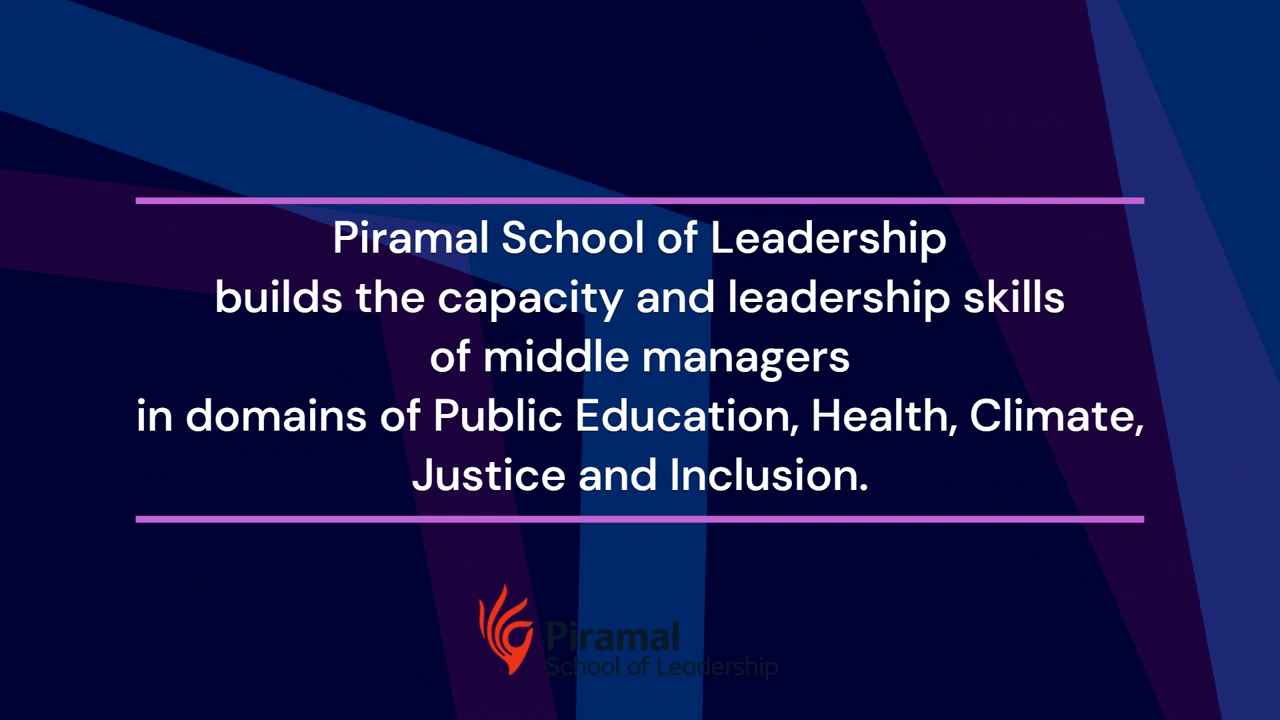 Piramal School of Leadership
builds the capacity and leadership skills
of middle managers
in domains of Public Education, Health, Climate,
Justice and Inclusion.
Piramal
School of Leadership